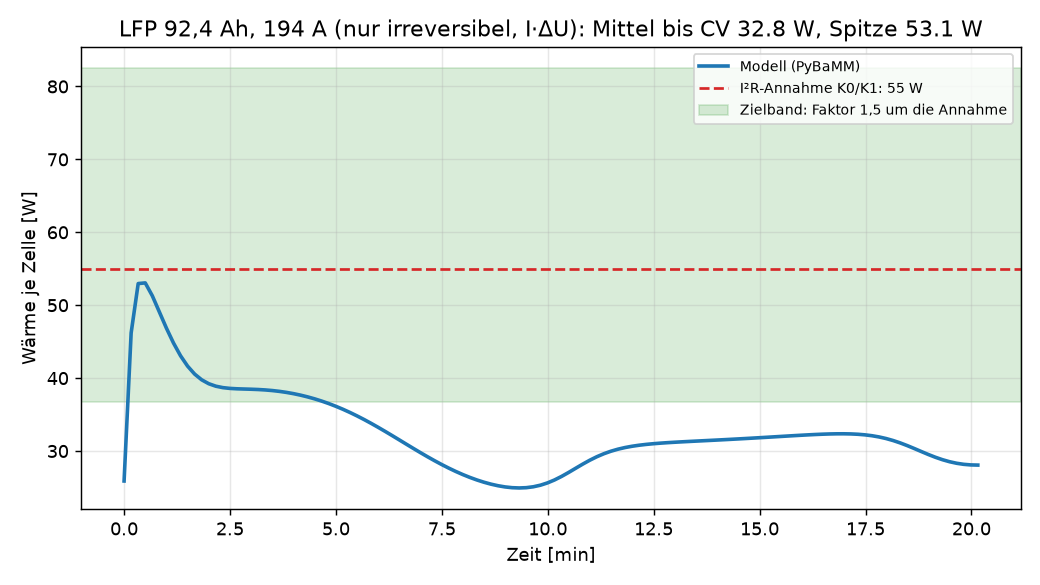 LFP 92,4 Ah, 194 A (nur irreversibel, I·ΔU): Mittel bis CV 32.8 W, Spitze 53.1 W
Modell (PyBaMM)
I²R-Annahme K0/K1: 55 W
Zielband: Faktor 1,5 um die Annahme
Wärme je Zelle [W]
80
70
60
50
40
30
0.0 2.5 5.0 7.5 10.0 12.5 15.0 17.5 20.0
Zeit [min]